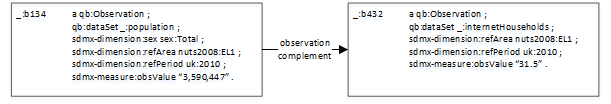 _:b134 a qb:Observation ;
qb:dataSet _:population ;
sdmx-dimension:sex sex:Total ;
sdmx-dimension:refArea nuts2008:EL1 ;
sdmx-dimension:refPeriod uk:2010 ;
sdmx-measure:obsValue “3,590,447” .
observation
complement
_:b432 a qb:Observation ;
qb:dataSet _:internetHouseholds ;
sdmx-dimension:refArea nuts2008:EL1 ;
sdmx-dimension:refPeriod uk:2010 ;
sdmx-measure:obsValue “31.5” .